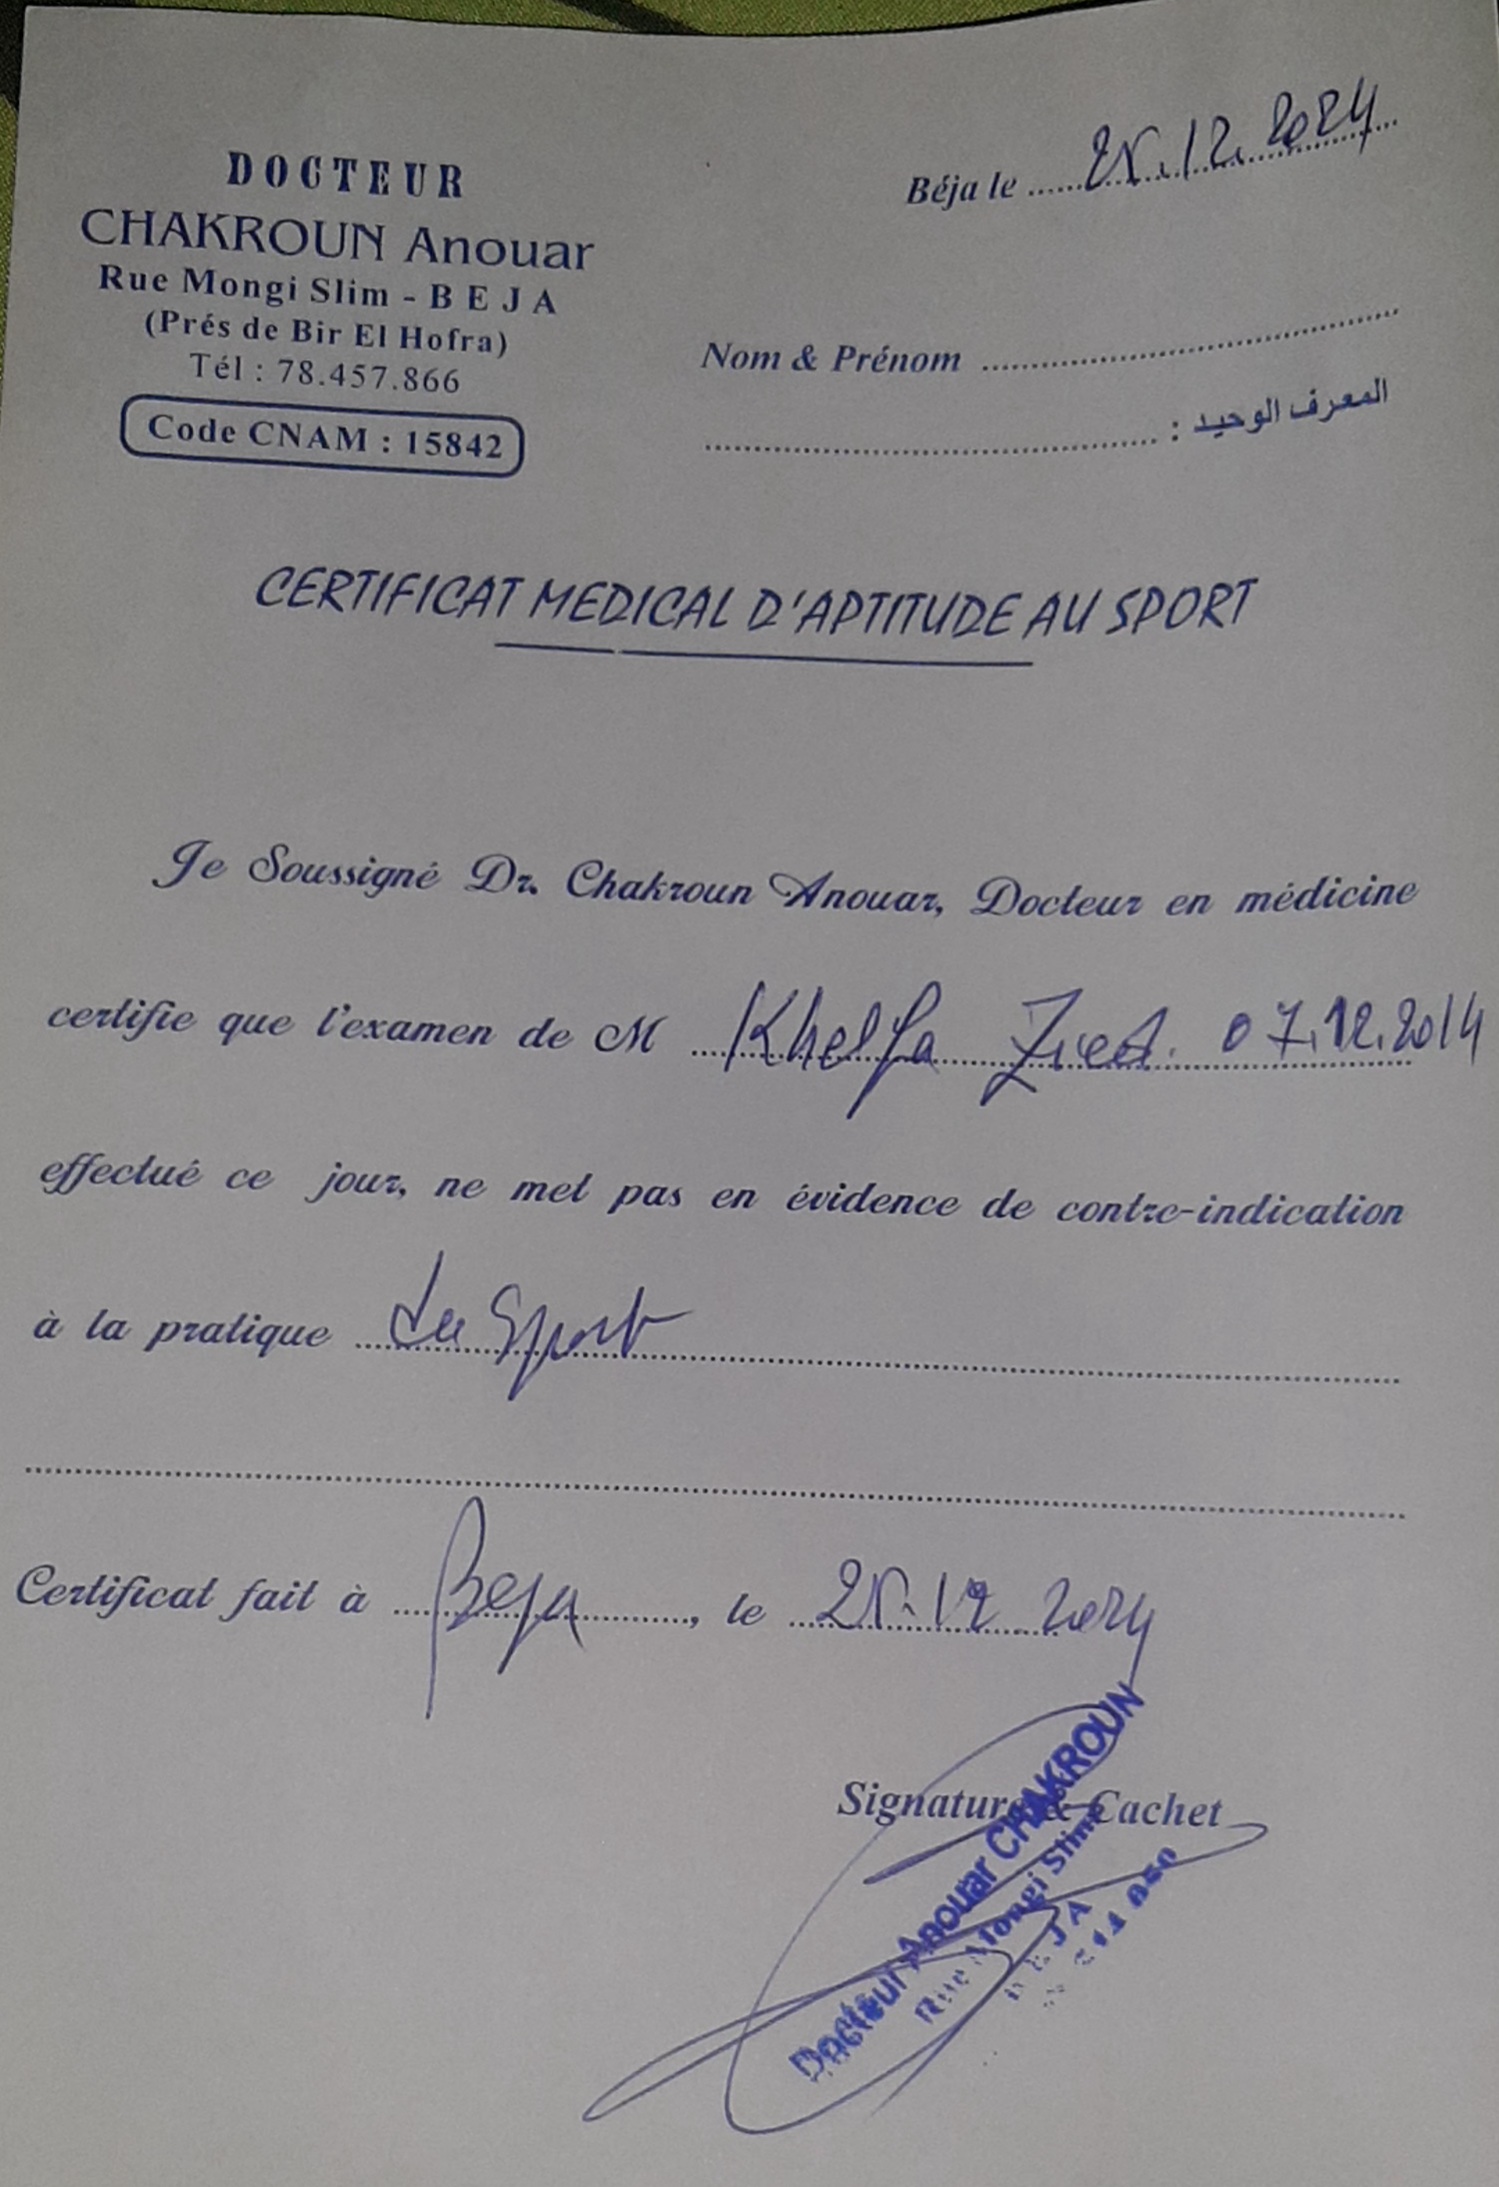 DOCTEUR
CHAKROUN Anouar
Rue Mongi Slim - BEJA
(Prés de Bir El Hofra)
Tél : 78.457.866
Code CNAM : 15842
Béja le 25.12.2024
Nom & Prénom
المعرف الوحيد :
CERTIFICAT MEDICAL D'APTITUDE AU SPORT
Je Soussigné Dr. Chakroun Anouar, Docteur en médicine
certifie que l'examen de M Khelfa Zied. 07.12.2014
effectué ce jour, ne met pas en évidence de contre-indication
à la pratique du Sport
Certificat fait à Beja, le 25.12 2024
Signature & Cachet
Docteur Anouar CHAKROUN
Rue Mongi Slim
BEJA